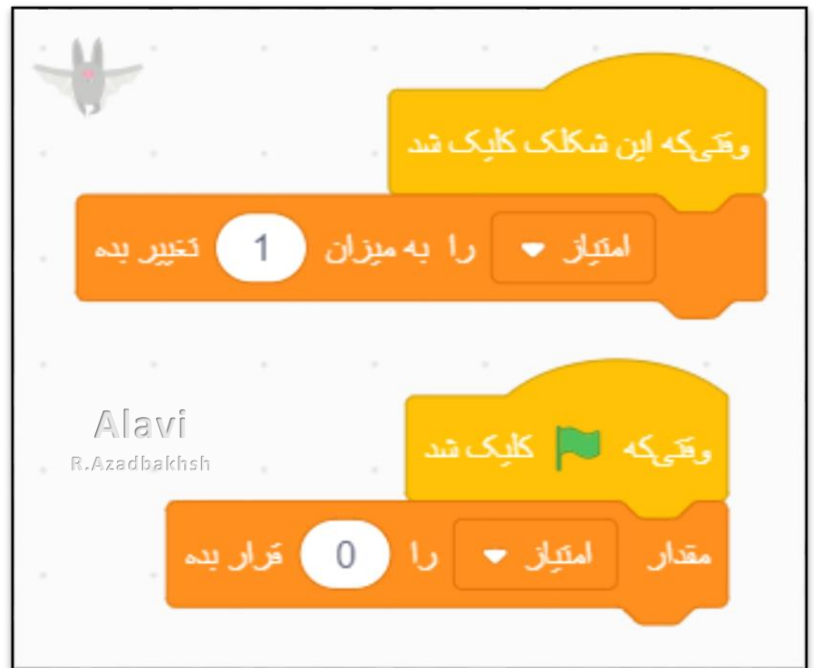 وقتی‌که این شکلک کلیک شد
امتیاز را به میزان 1 تغییر بده
Alavi
R.Azadbakhsh
وقتی‌که کلیک شد
مقدار امتیاز را 0 قرار بده